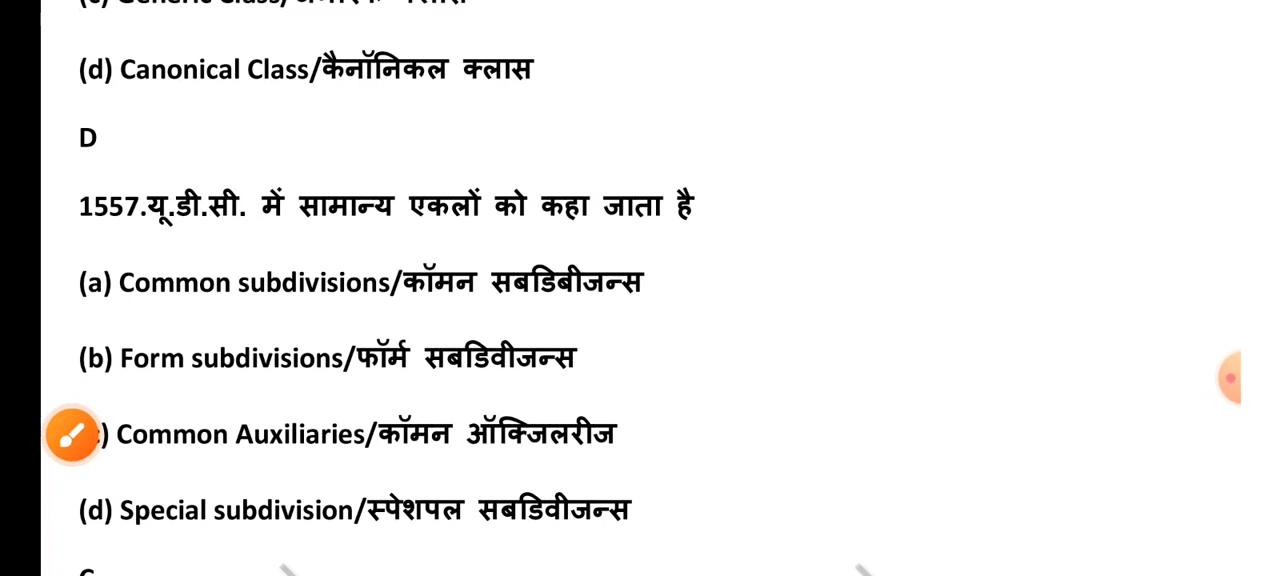 (d) Canonical Class/कैनॉनिकल क्लास
D
1557.यू.डी.सी. में सामान्य एकलों को कहा जाता है
(a) Common subdivisions/कॉमन सबडिबीजन्स
(b) Form subdivisions/फॉर्म सबडिवीजन्स
) Common Auxiliaries/कॉमन ऑक्जिलरीज
(d) Special subdivision/स्पेशपल सबडिवीजन्स